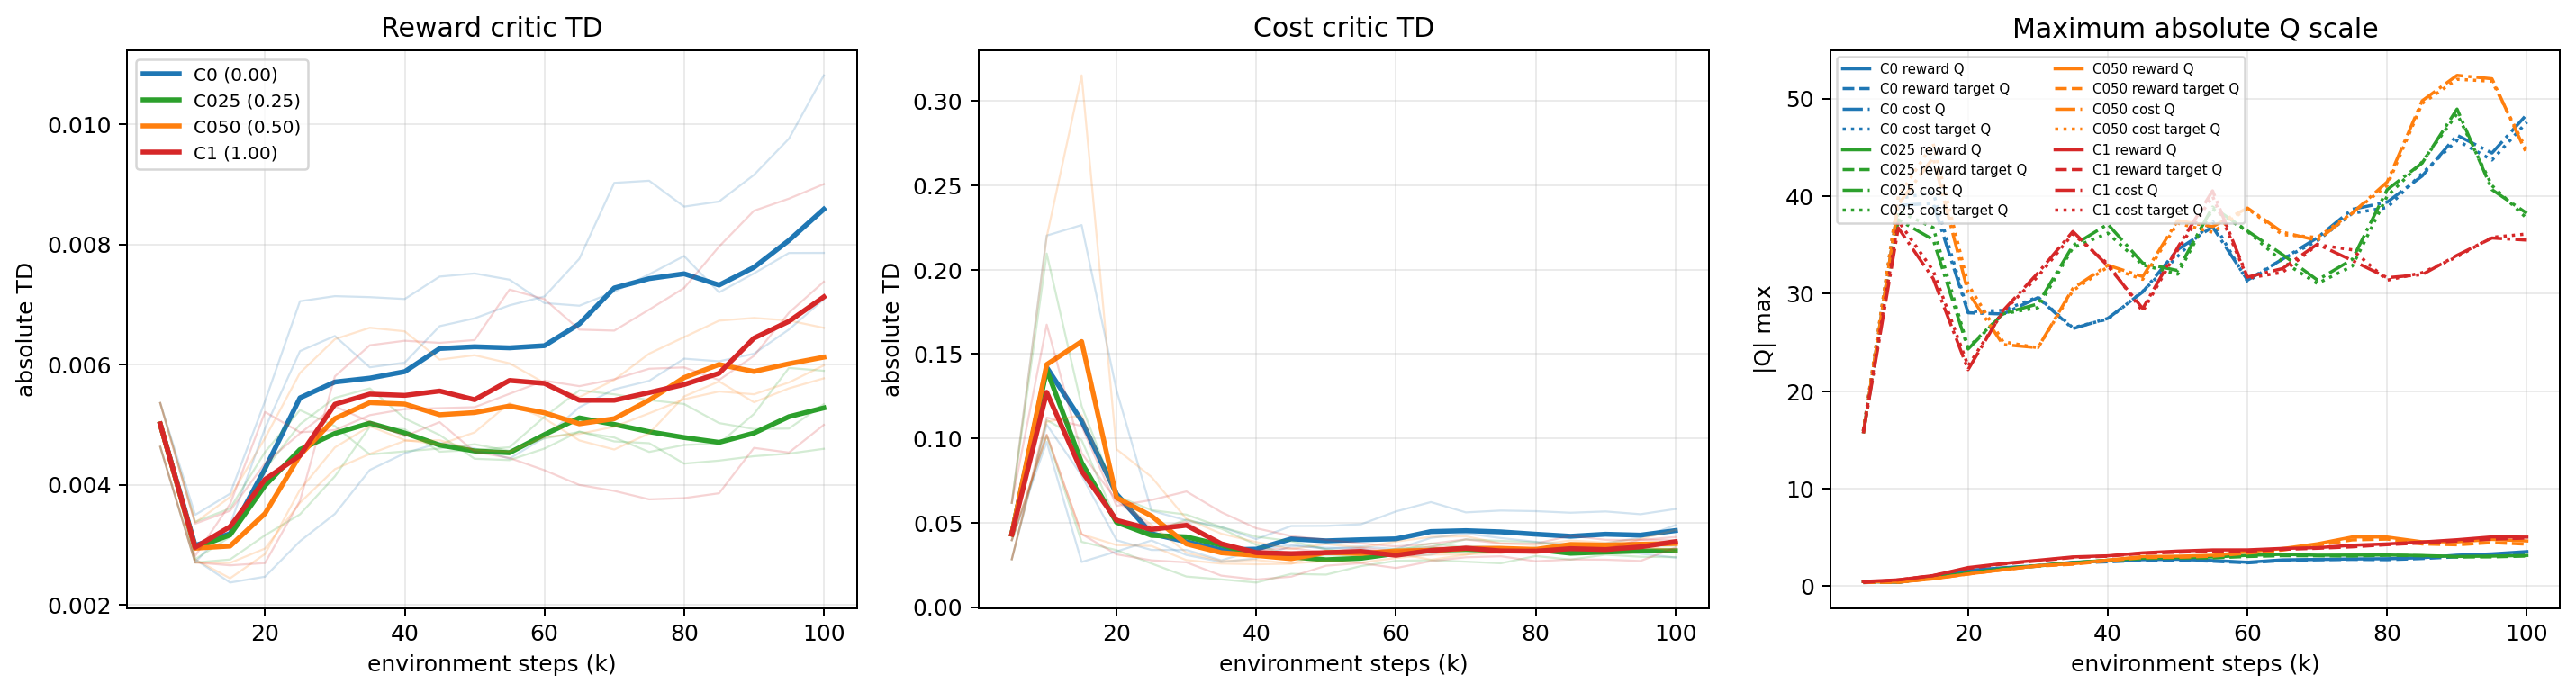 Reward critic TD
absolute TD
0.010
0.008
0.006
0.004
0.002
C0 (0.00)
C025 (0.25)
C050 (0.50)
C1 (1.00)
20 40 60 80 100
environment steps (k)
Cost critic TD
absolute TD
0.30
0.25
0.20
0.15
0.10
0.05
0.00
20 40 60 80 100
environment steps (k)
Maximum absolute Q scale
|Q| max
50
40
30
20
10
0
C0 reward Q
C0 reward target Q
C0 cost Q
C0 cost target Q
C025 reward Q
C025 reward target Q
C025 cost Q
C025 cost target Q
C050 reward Q
C050 reward target Q
C050 cost Q
C050 cost target Q
C1 reward Q
C1 reward target Q
C1 cost Q
C1 cost target Q
20 40 60 80 100
environment steps (k)